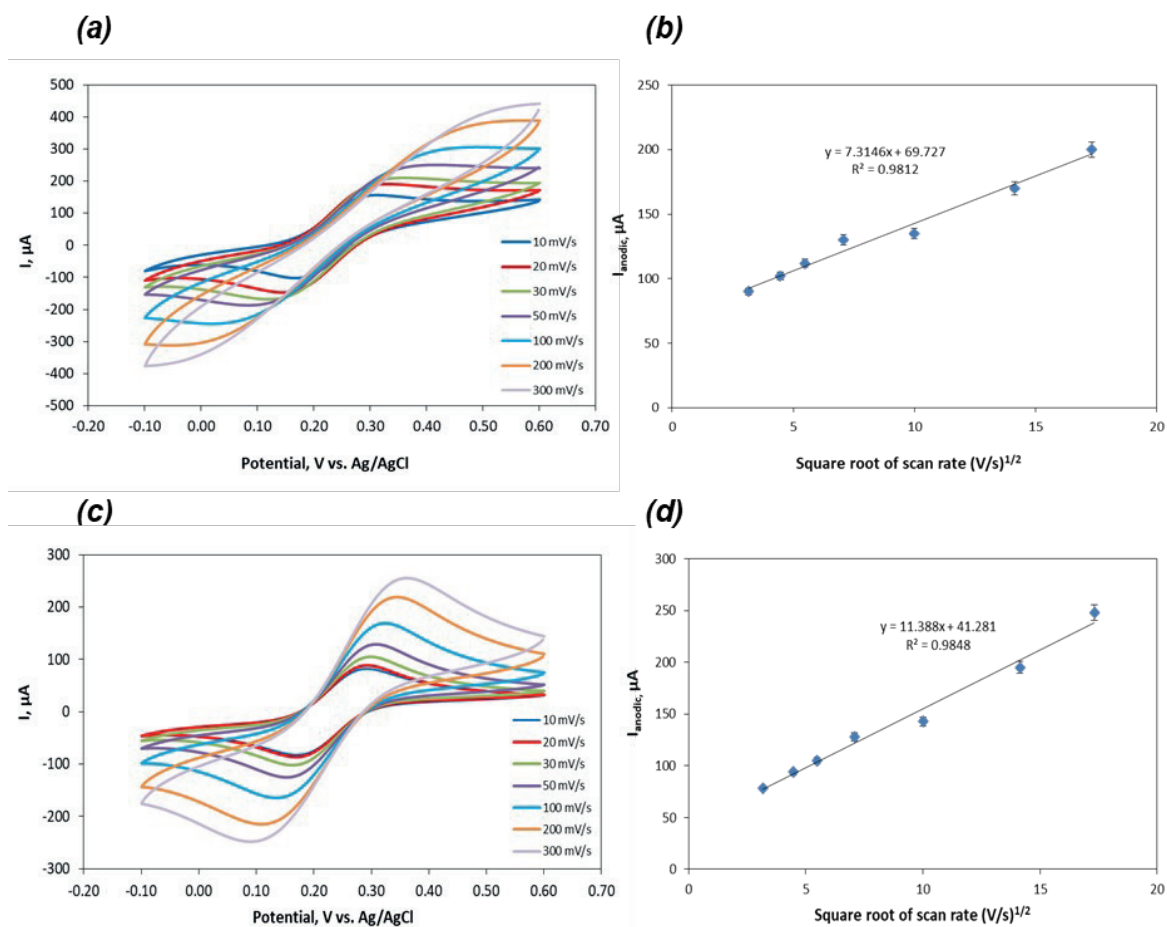 (a)
500
400
300
200
100
0
-100
-200
-300
-400
-500
I, µA
-0.20 -0.10 0.00 0.10 0.20 0.30 0.40 0.50 0.60 0.70
Potential, V vs. Ag/AgCl
10 mV/s
20 mV/s
30 mV/s
50 mV/s
100 mV/s
200 mV/s
300 mV/s
(b)
250
200
150
100
50
0
Ianodic, µA
y = 7.3146x + 69.727
R² = 0.9812
0 5 10 15 20
Square root of scan rate (V/s)1/2
(c)
300
200
100
0
-100
-200
-300
I, µA
-0.20 -0.10 0.00 0.10 0.20 0.30 0.40 0.50 0.60 0.70
Potential, V vs. Ag/AgCl
10 mV/s
20 mV/s
30 mV/s
50 mV/s
100 mV/s
200 mV/s
300 mV/s
(d)
300
250
200
150
100
50
0
Ianodic, µA
y = 11.388x + 41.281
R² = 0.9848
0 5 10 15 20
Square root of scan rate (V/s)1/2